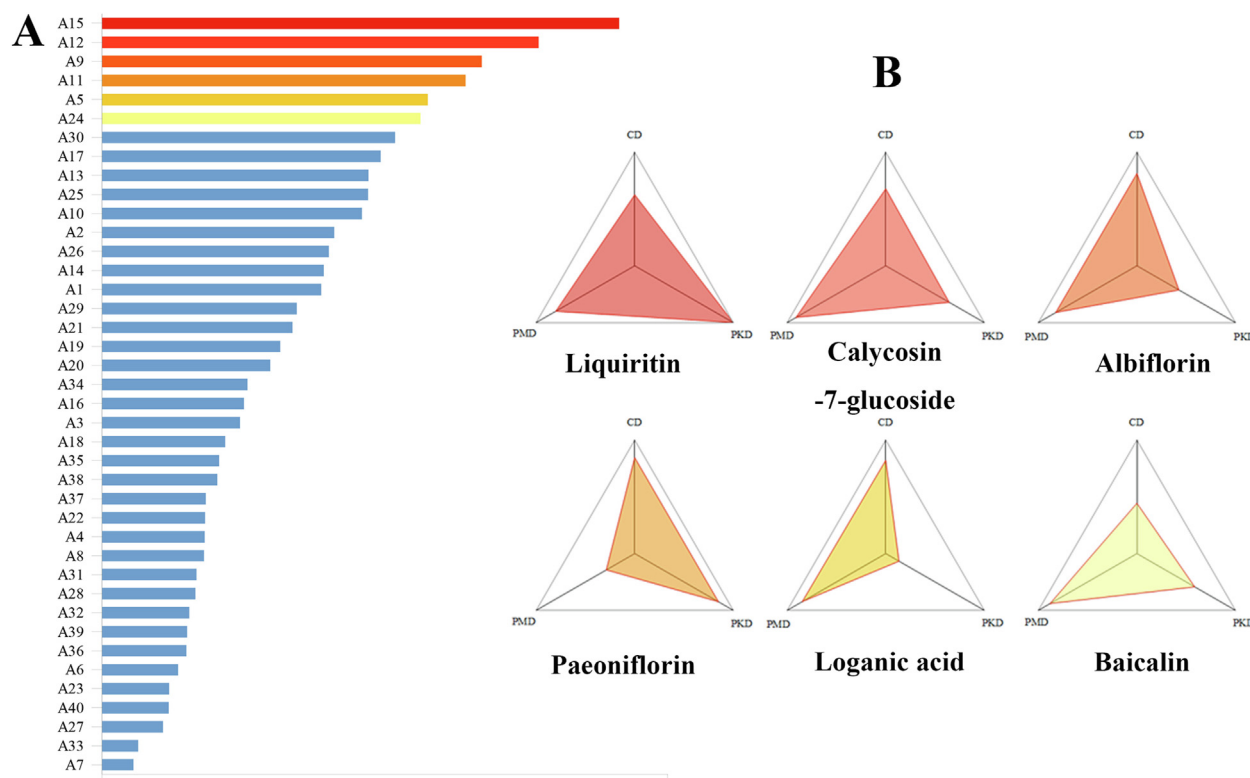 A
A15
A12
A9
A11
A5
A24
A30
A17
A13
A25
A10
A2
A26
A14
A1
A29
A21
A19
A20
A34
A16
A3
A18
A35
A38
A37
A22
A4
A8
A31
A28
A32
A39
A36
A6
A23
A40
A27
A33
A7
B
CD
PMD
PKD
Liquiritin
CD
PMD
PKD
Calycosin
-7-glucoside
CD
PMD
PKD
Albiflorin
CD
PMD
PKD
Paeoniflorin
CD
PMD
PKD
Loganic acid
CD
PMD
PKD
Baicalin